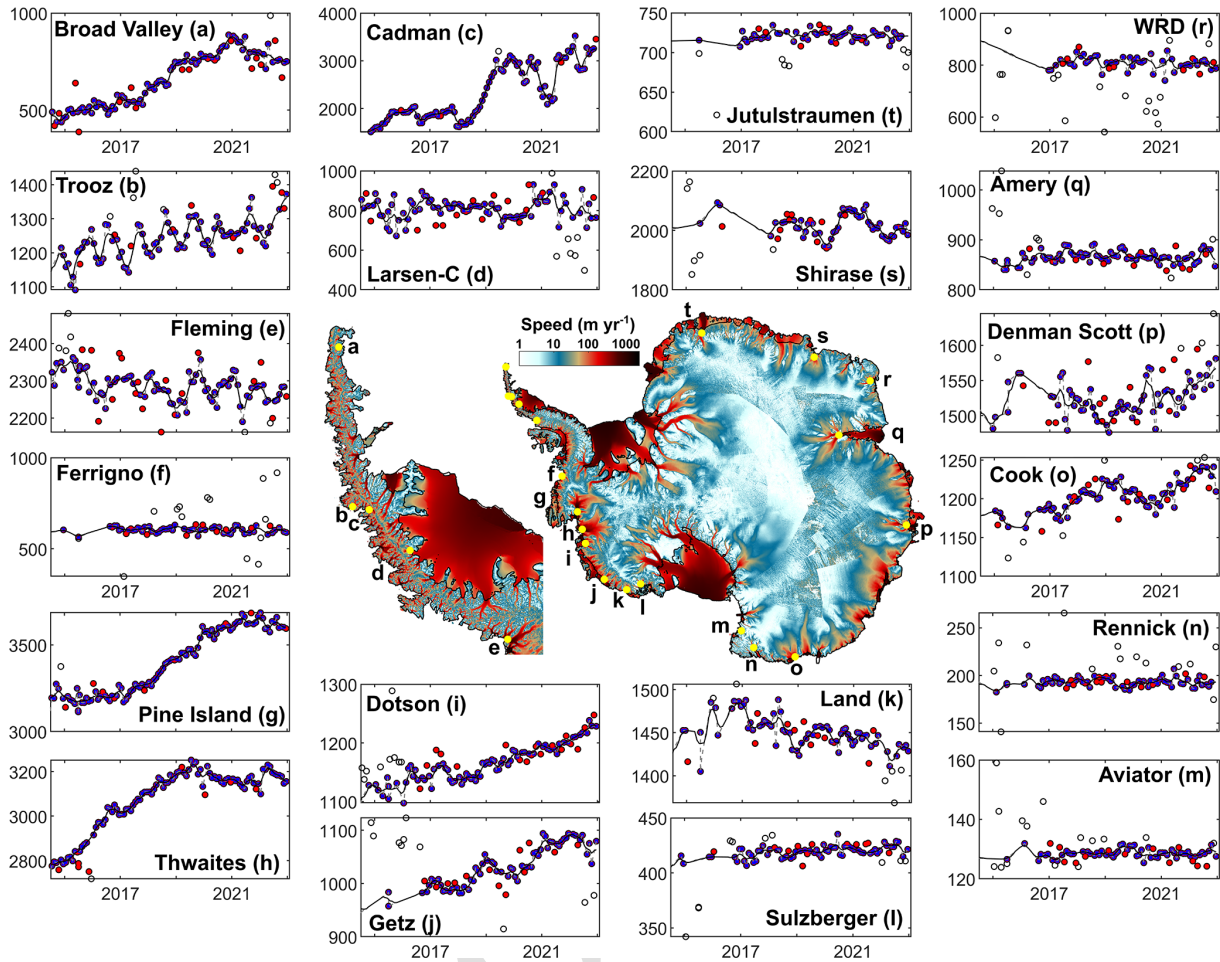 1000
Broad Valley (a)
500
2017 2021
4000
Cadman (c)
3000
2000
2017 2021
750
700
650
600
Jutulstraumen (t)
2017 2021
1000
WRD (r)
800
600
2017 2021
1400
Trooz (b)
1300
1200
1100
1000
800
600
Larsen-C (d)
400
2200
2000
Shirase (s)
1800
1000
Amery (q)
900
800
Fleming (e)
2400
2300
2200
Speed (m yr-1)
1 10 100 1000
1600
Denman Scott (p)
1550
1500
1000
Ferrigno (f)
500
2017 2021
1250
Cook (o)
1200
1150
1100
3500
Pine Island (g)
3000
250
Rennick (n)
200
150
3200
2800
Thwaites (h)
2017 2021
1300
Dotson (i)
1200
1100
1500
Land (k)
1450
1400
160
Aviator (m)
140
120
2017 2021
1100
1000
Getz (j)
900
2017 2021
450
400
Sulzberger (l)
350
2017 2021
a
b
c
d
e
t
s
r
q
p
f
g
h
i
j
k
l
m
n
o